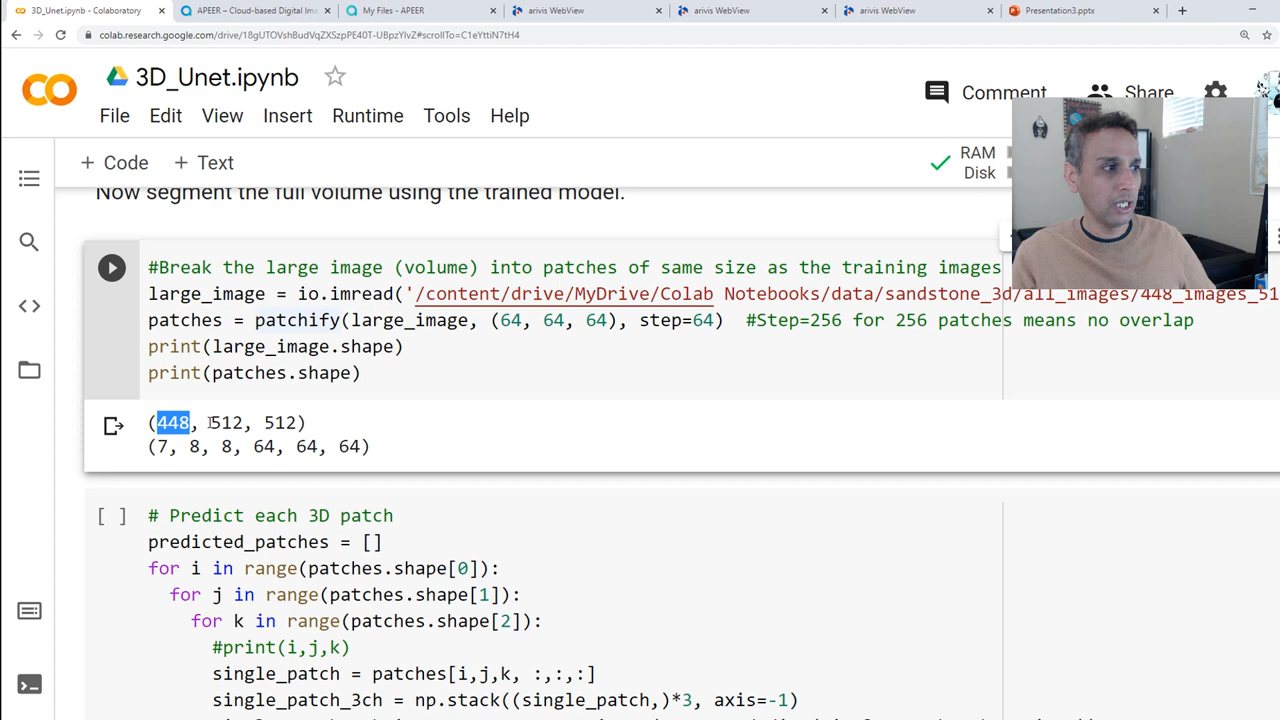 3D_Unet.ipynb - Colaboratory
APEER – Cloud-based Digital Ima
My Files - APEER
arivis WebView
arivis WebView
arivis WebView
Presentation3.pptx
colab.research.google.com/drive/18gUTOVshBudVqZXSzpPE40T-UBpzYlvZ#scrollTo=C1eYttiN7tH4
3D_Unet.ipynb
Comment
Share
File Edit View Insert Runtime Tools Help
+ Code + Text
RAM
Disk
Now segment the full volume using the trained model.
#Break the large image (volume) into patches of same size as the training images
large_image = io.imread('/content/drive/MyDrive/Colab Notebooks/data/sandstone_3d/all_images/448_images_51
patches = patchify(large_image, (64, 64, 64), step=64)  #Step=256 for 256 patches means no overlap
print(large_image.shape)
print(patches.shape)
(448, 512, 512)
(7, 8, 8, 64, 64, 64)
[ ] # Predict each 3D patch
predicted_patches = []
for i in range(patches.shape[0]):
for j in range(patches.shape[1]):
for k in range(patches.shape[2]):
#print(i,j,k)
single_patch = patches[i,j,k, :,:,:]
single_patch_3ch = np.stack((single_patch,)*3, axis=-1)